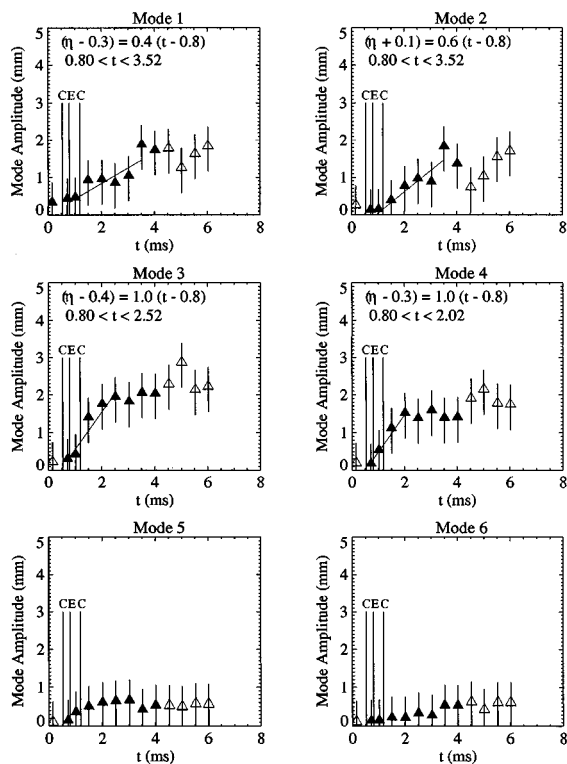 Mode 1
(η - 0.3) = 0.4 (t - 0.8)
0.80 < t < 3.52
CEC
Mode Amplitude (mm)
5
4
3
2
1
0
0 2 4 6 8
t (ms)
Mode 2
(η + 0.1) = 0.6 (t - 0.8)
0.80 < t < 3.52
CEC
Mode Amplitude (mm)
5
4
3
2
1
0
0 2 4 6 8
t (ms)
Mode 3
(η - 0.4) = 1.0 (t - 0.8)
0.80 < t < 2.52
CEC
Mode Amplitude (mm)
5
4
3
2
1
0
0 2 4 6 8
t (ms)
Mode 4
(η - 0.3) = 1.0 (t - 0.8)
0.80 < t < 2.02
CEC
Mode Amplitude (mm)
5
4
3
2
1
0
0 2 4 6 8
t (ms)
Mode 5
CEC
Mode Amplitude (mm)
5
4
3
2
1
0
0 2 4 6 8
t (ms)
Mode 6
CEC
Mode Amplitude (mm)
5
4
3
2
1
0
0 2 4 6 8
t (ms)